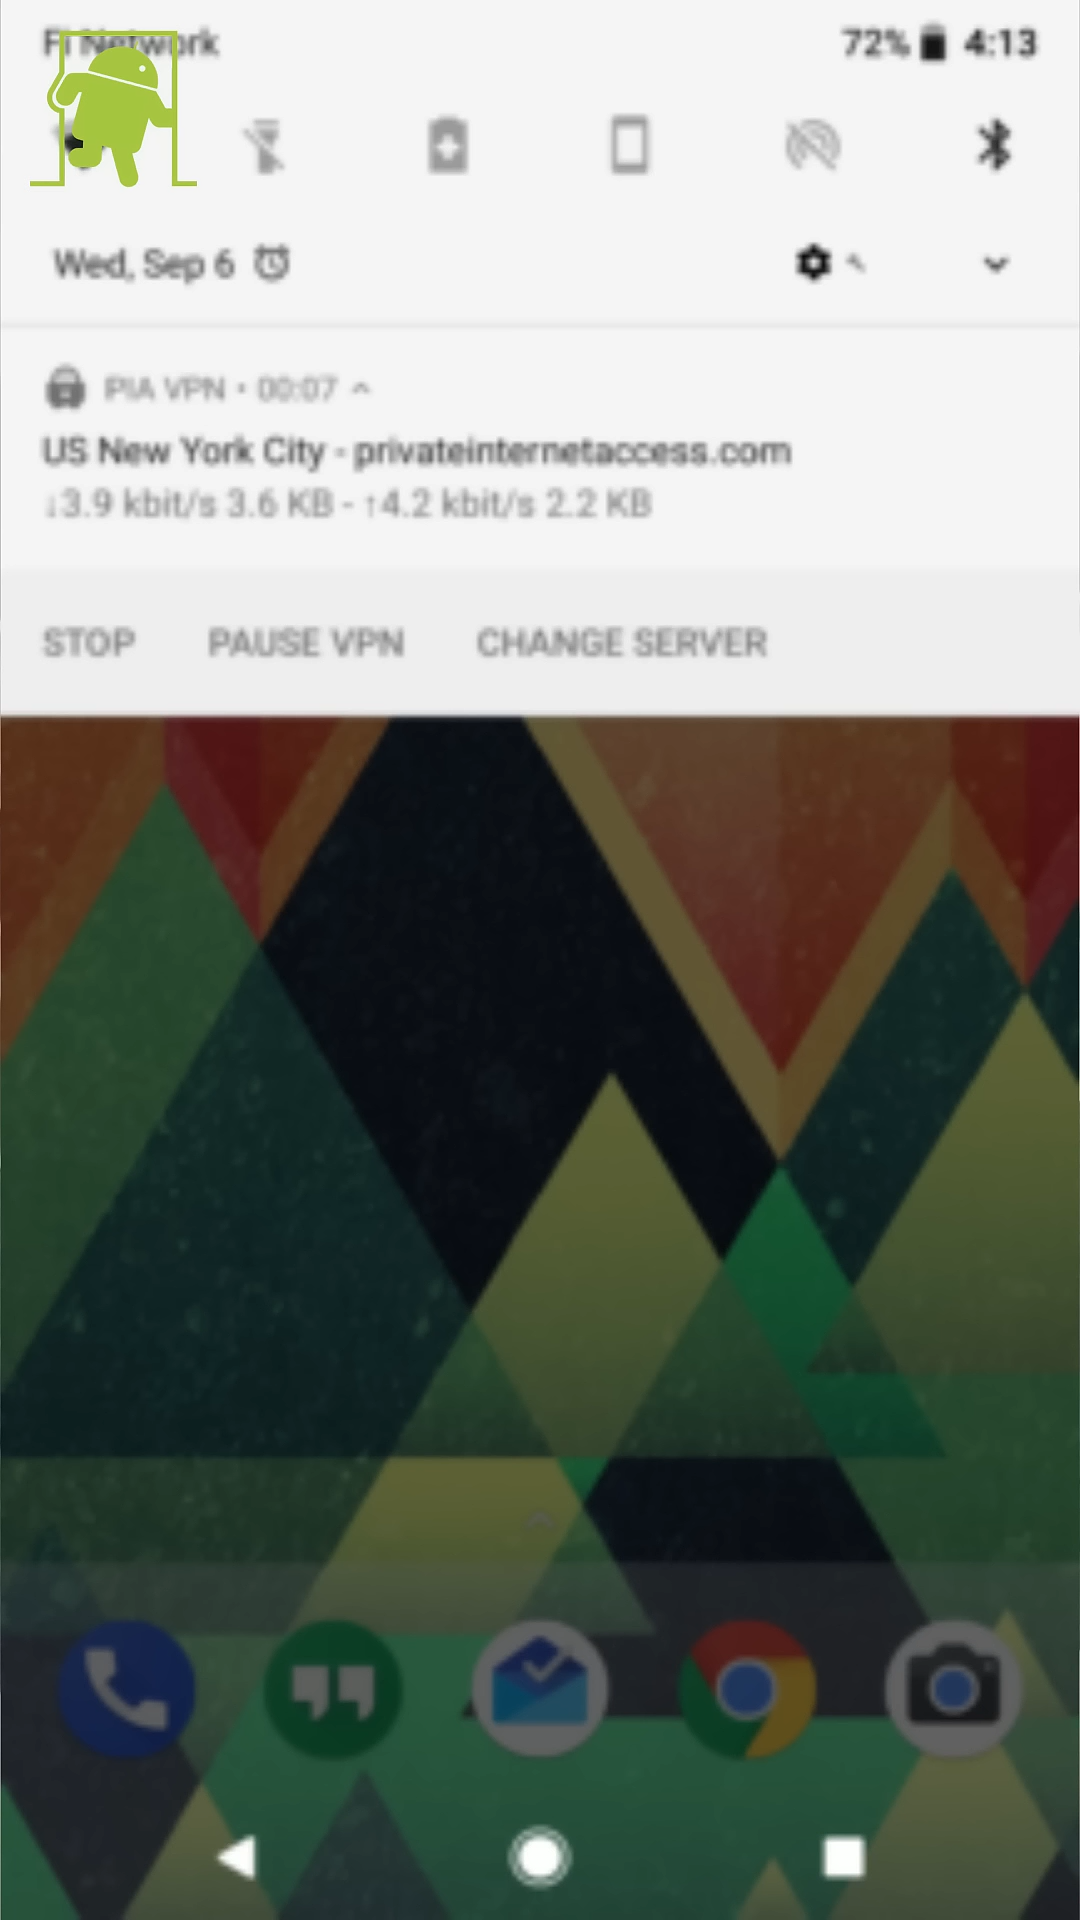 Fi Network 72% 4:13
Wed, Sep 6
PIA VPN • 00:07
US New York City - privateinternetaccess.com
↓3.9 kbit/s 3.6 KB - ↑4.2 kbit/s 2.2 KB
STOP PAUSE VPN CHANGE SERVER